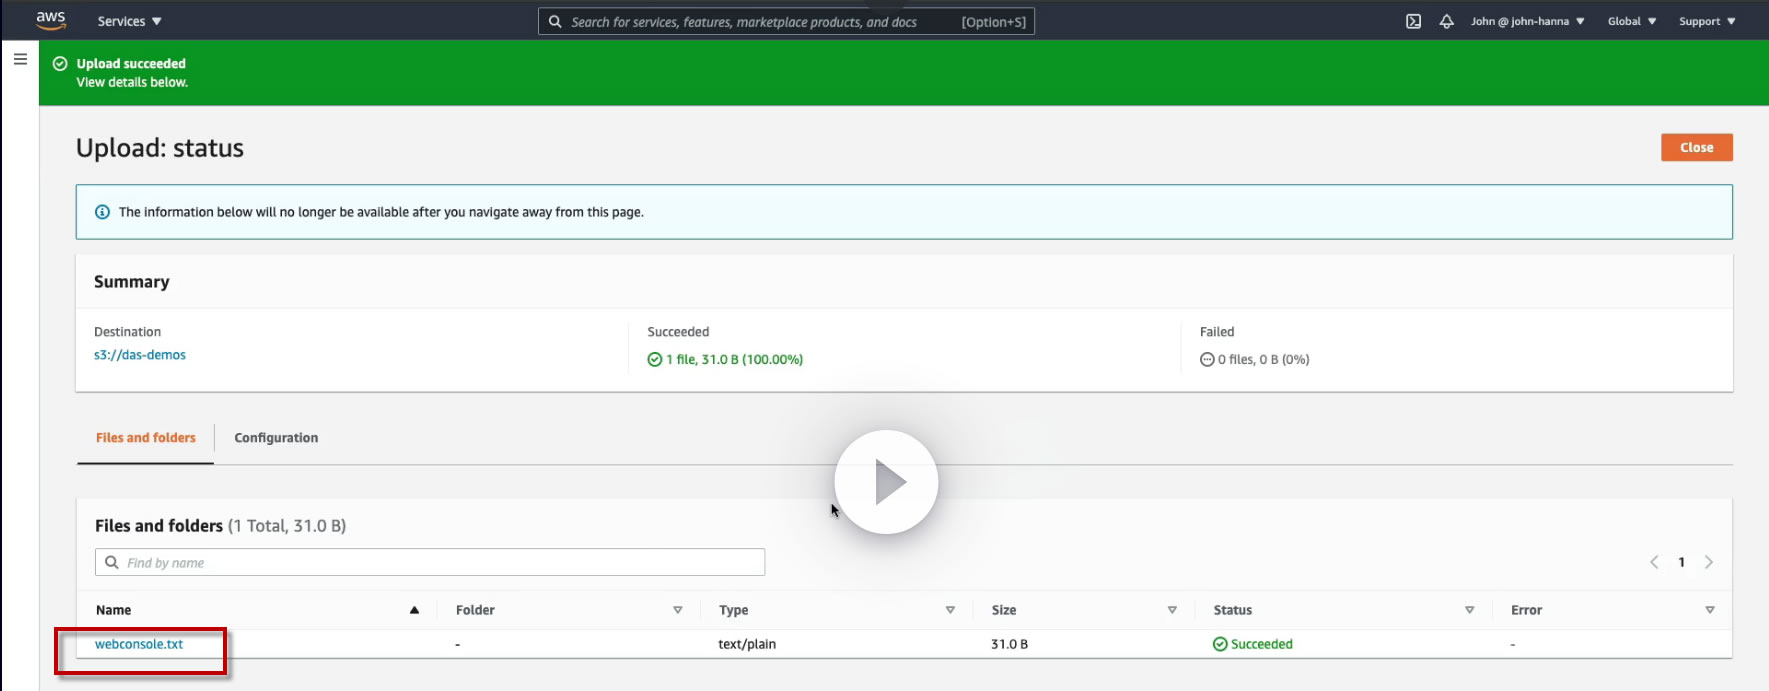 aws Services ▼ Search for services, features, marketplace products, and docs [Option+S] John @ john-hanna ▼ Global ▼ Support ▼
Upload succeeded
View details below.
Upload: status Close
The information below will no longer be available after you navigate away from this page.
Summary
Destination Succeeded Failed
s3://das-demos 1 file, 31.0 B (100.00%) 0 files, 0 B (0%)
Files and folders Configuration
Files and folders (1 Total, 31.0 B)
Find by name 1
Name Folder Type Size Status Error
webconsole.txt - text/plain 31.0 B Succeeded -